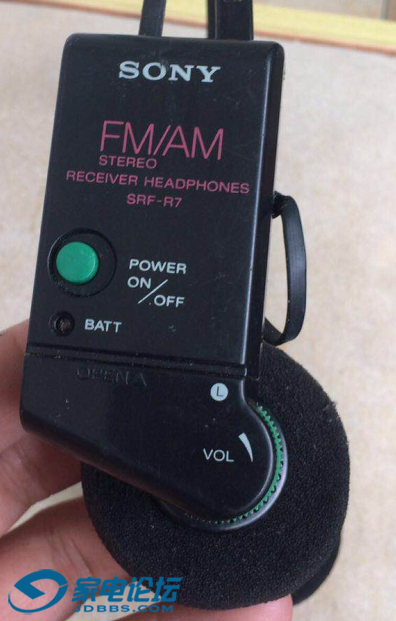 SONY
FM/AM
STEREO
RECEIVER HEADPHONES
SRF-R7
POWER
ON/OFF
BATT
OPEN
L
VOL
家电论坛
JDBBS.COM